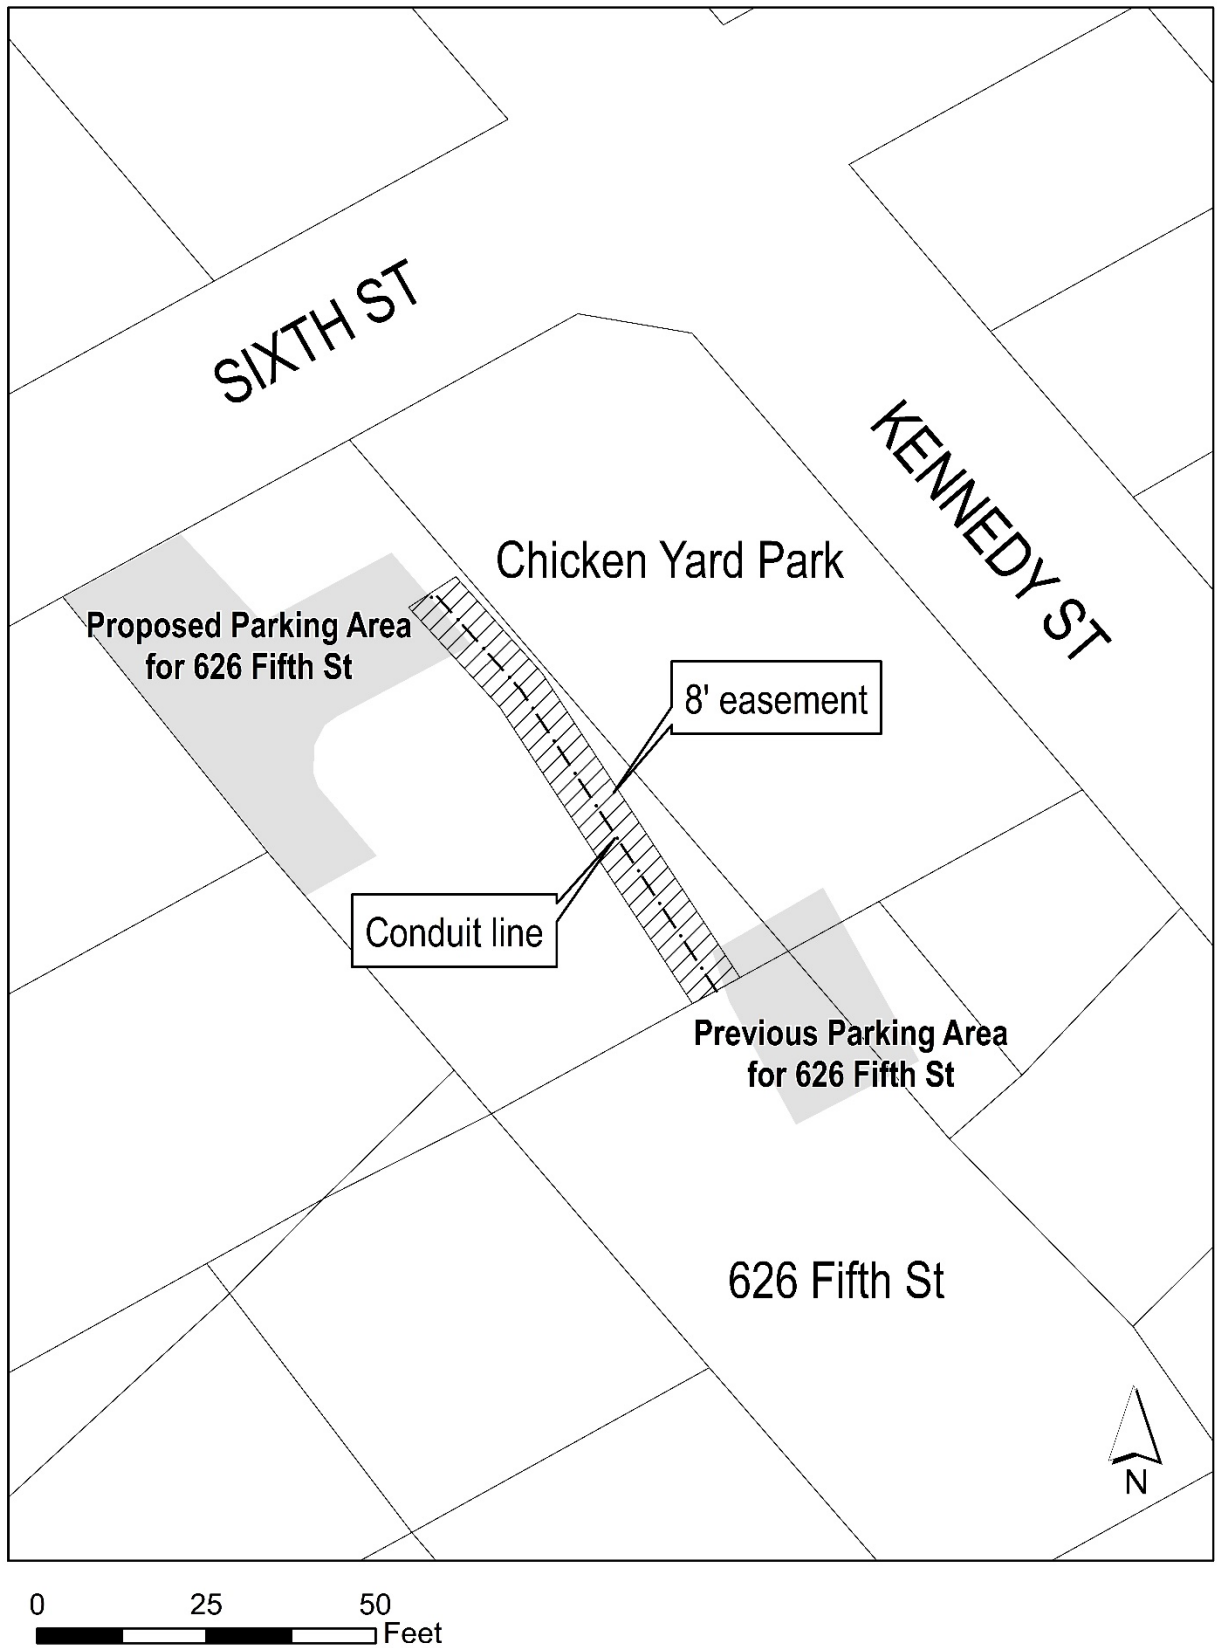 SIXTH ST
KENNEDY ST
Chicken Yard Park
Proposed Parking Area
for 626 Fifth St
8' easement
Conduit line
Previous Parking Area
for 626 Fifth St
626 Fifth St
N
0 25 50
Feet